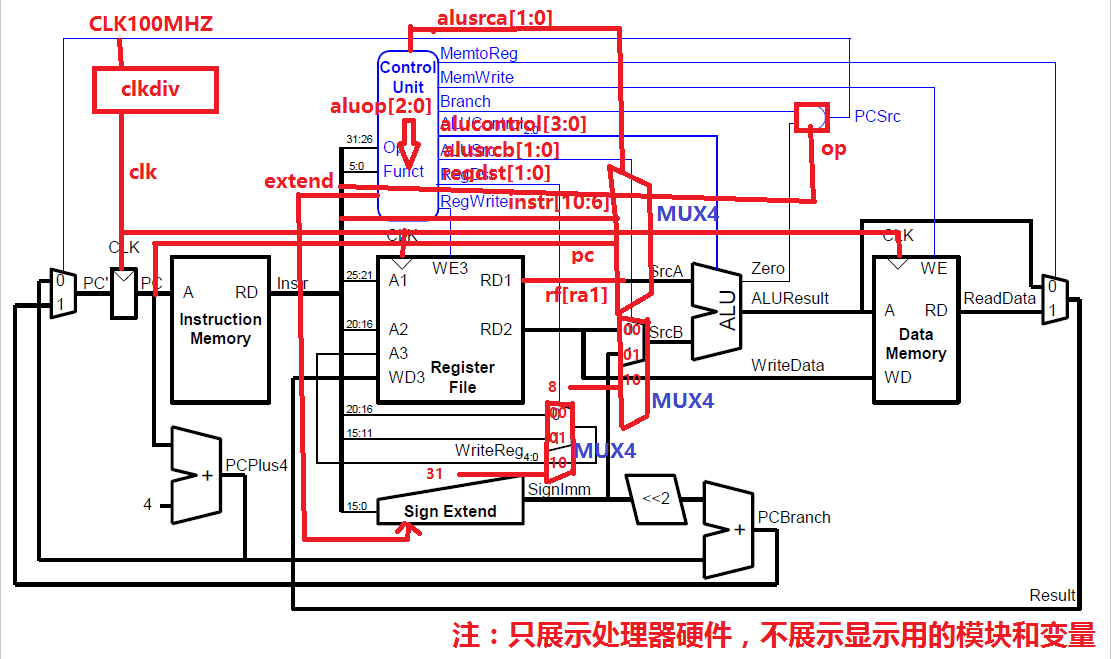 CLK100MHZ
alusrca[1:0]
clkdiv
Control
Unit
MemtoReg
MemWrite
Branch
PCSrc
aluop[2:0]
alucontrol[3:0]
op
31:26
Op
alusrcb[1:0]
5:0
Funct
regdst[1:0]
clk
extend
RegWrite
instr[10:6]
MUX4
CLK
CLK
CLK
pc
0
1
PC'
PC
A
RD
Instruction
Memory
Instr
25:21
A1
WE3
RD1
rf[ra1]
SrcA
Zero
ALU
ALUResult
WE
A
RD
Data
Memory
WD
ReadData
0
1
20:16
A2
RD2
00
SrcB
A3
01
WD3
Register
File
10
8
MUX4
WriteData
20:16
00
15:11
01
WriteReg4:0
10
MUX4
31
PCPlus4
+
4
15:0
Sign Extend
SignImm
<<2
+
PCBranch
Result
注：只展示处理器硬件，不展示显示用的模块和变量